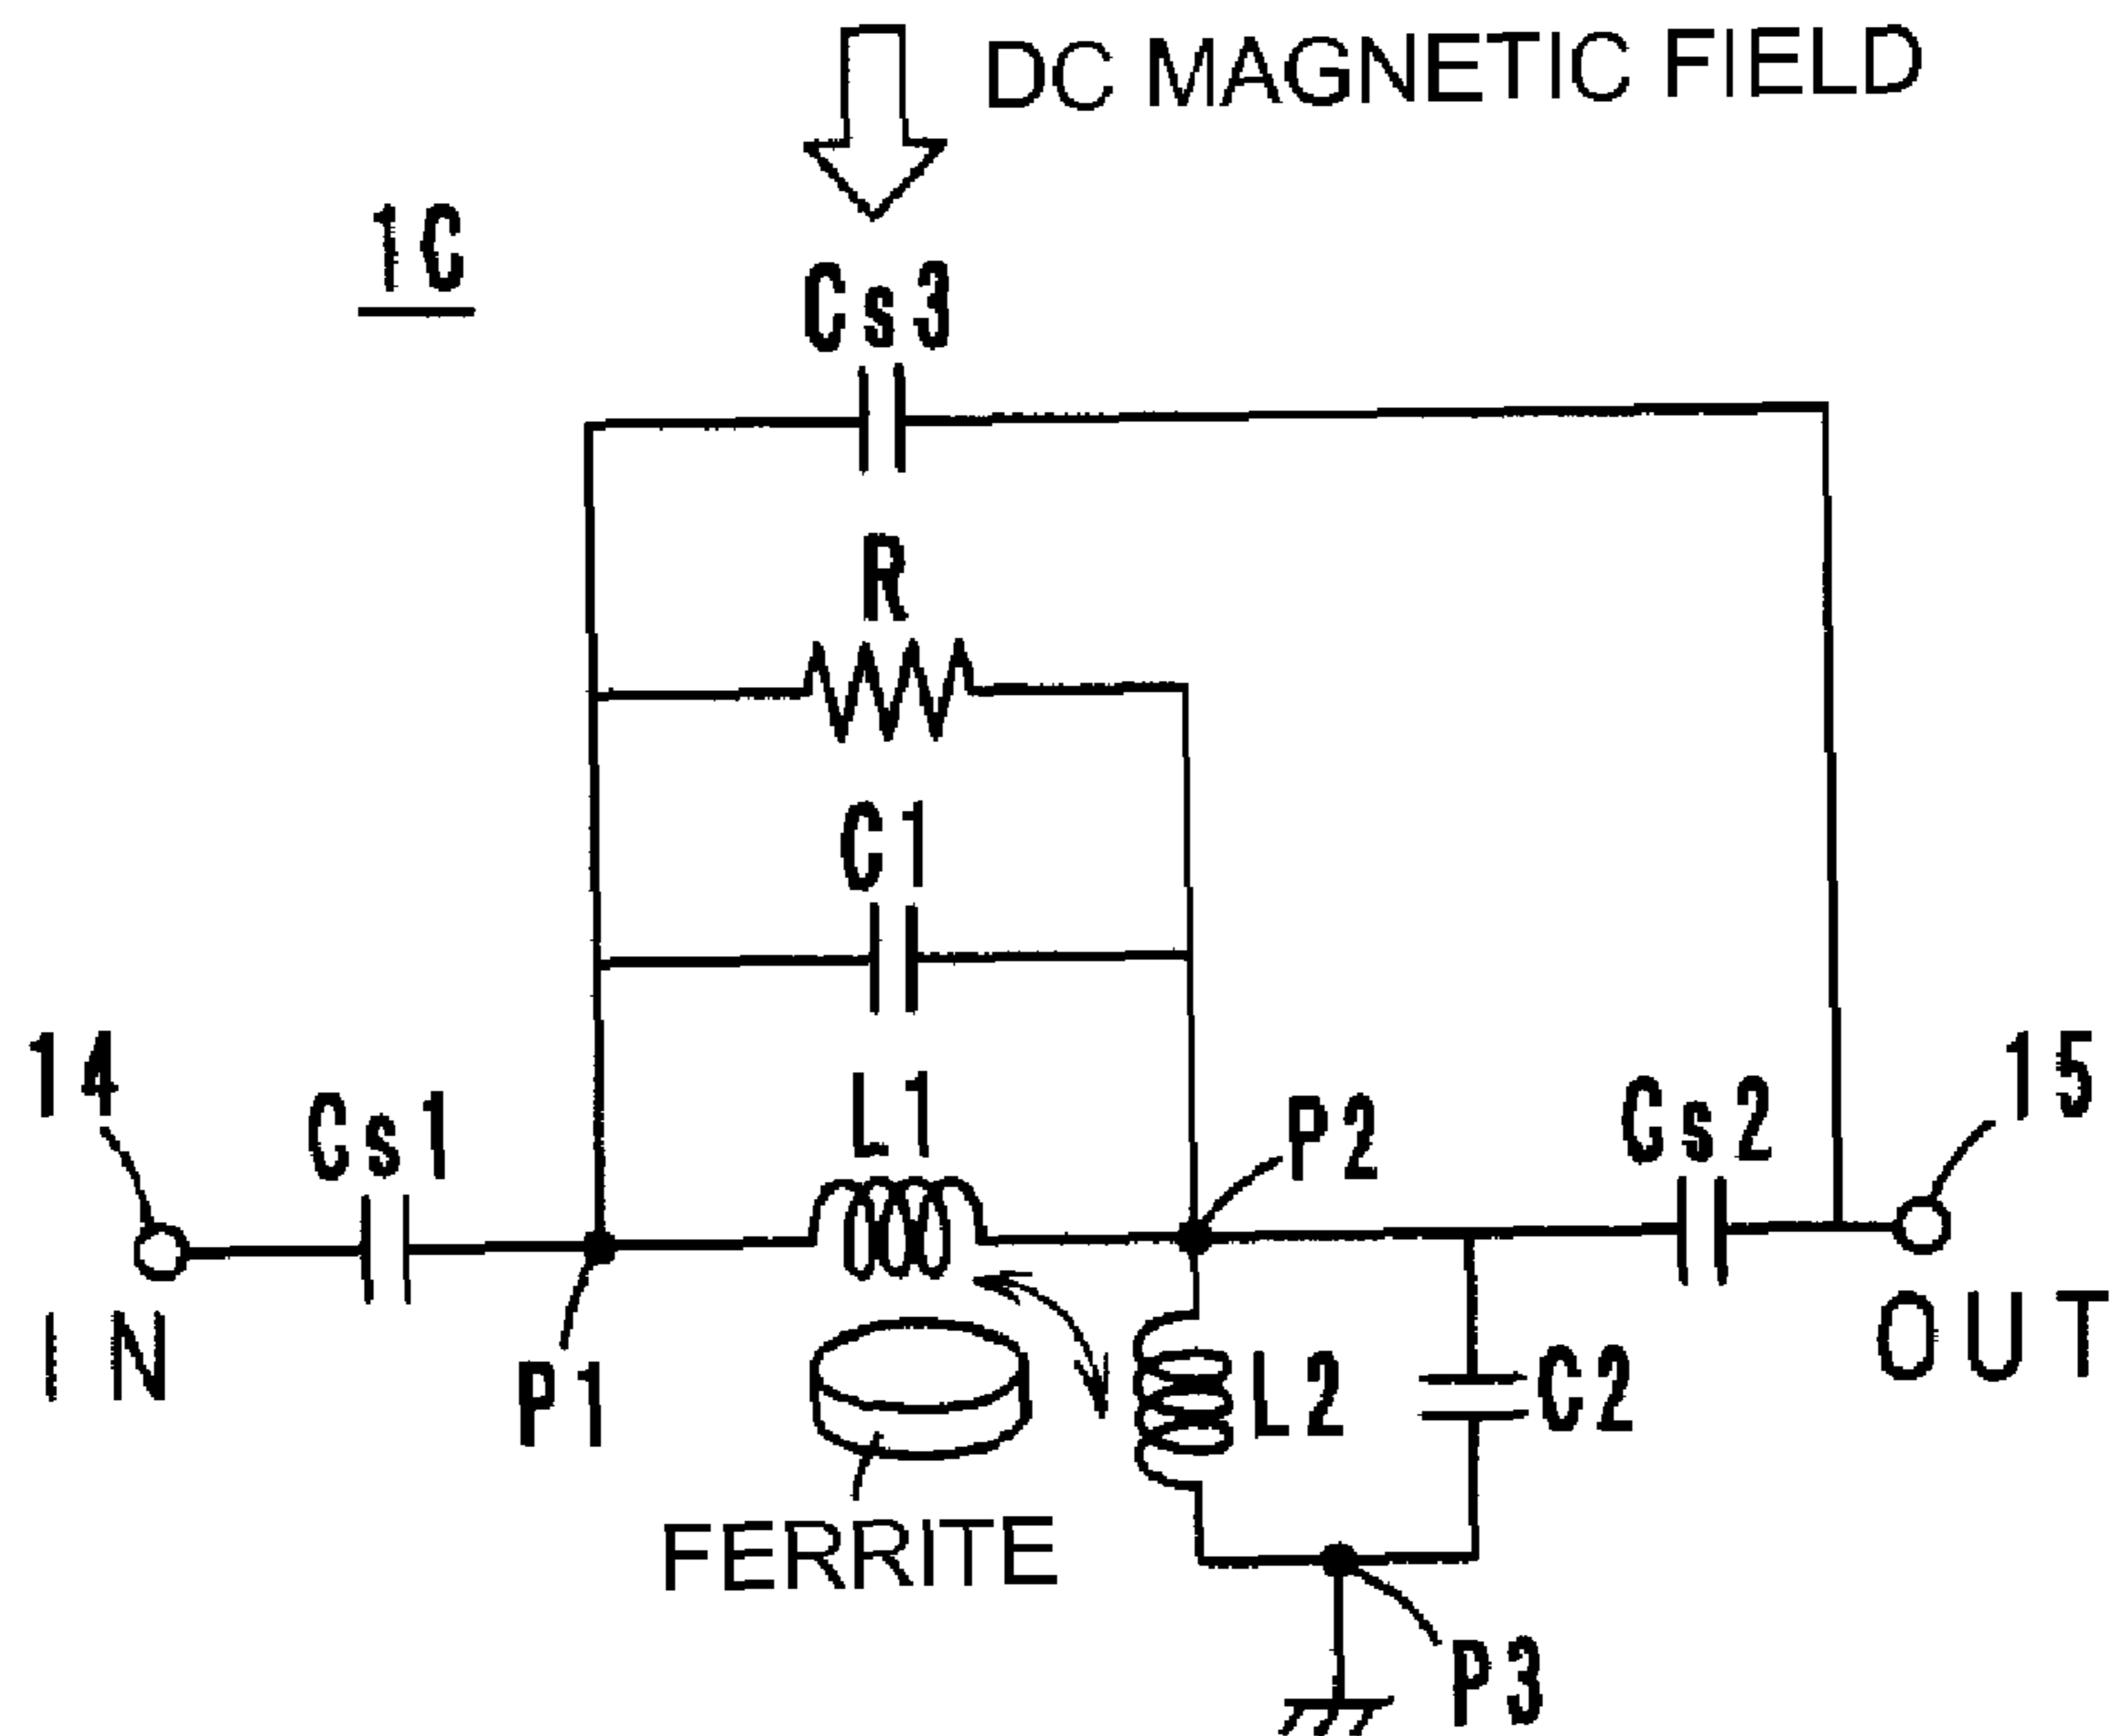 DC MAGNETIC FIELD
1C
Cs3
R
C1
14
15
Cs1
L1
P2
Cs2
IN
OUT
P1
L2
C2
FERRITE
P3